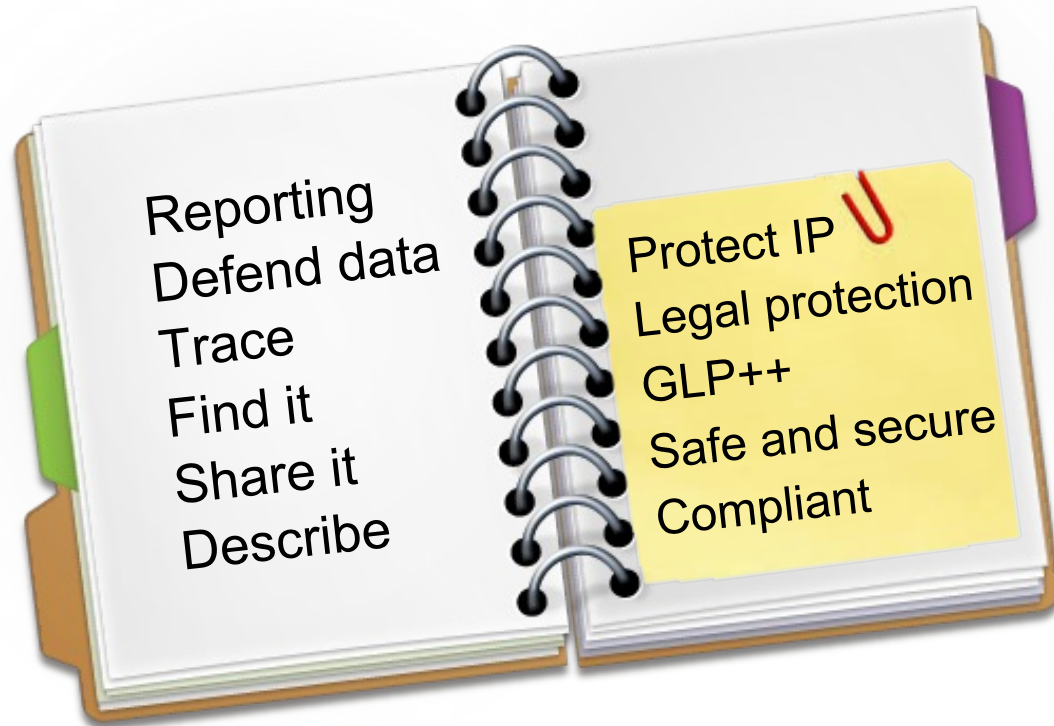 Reporting
Defend data
Trace
Find it
Share it
Describe
Protect IP
Legal protection
GLP++
Safe and secure
Compliant